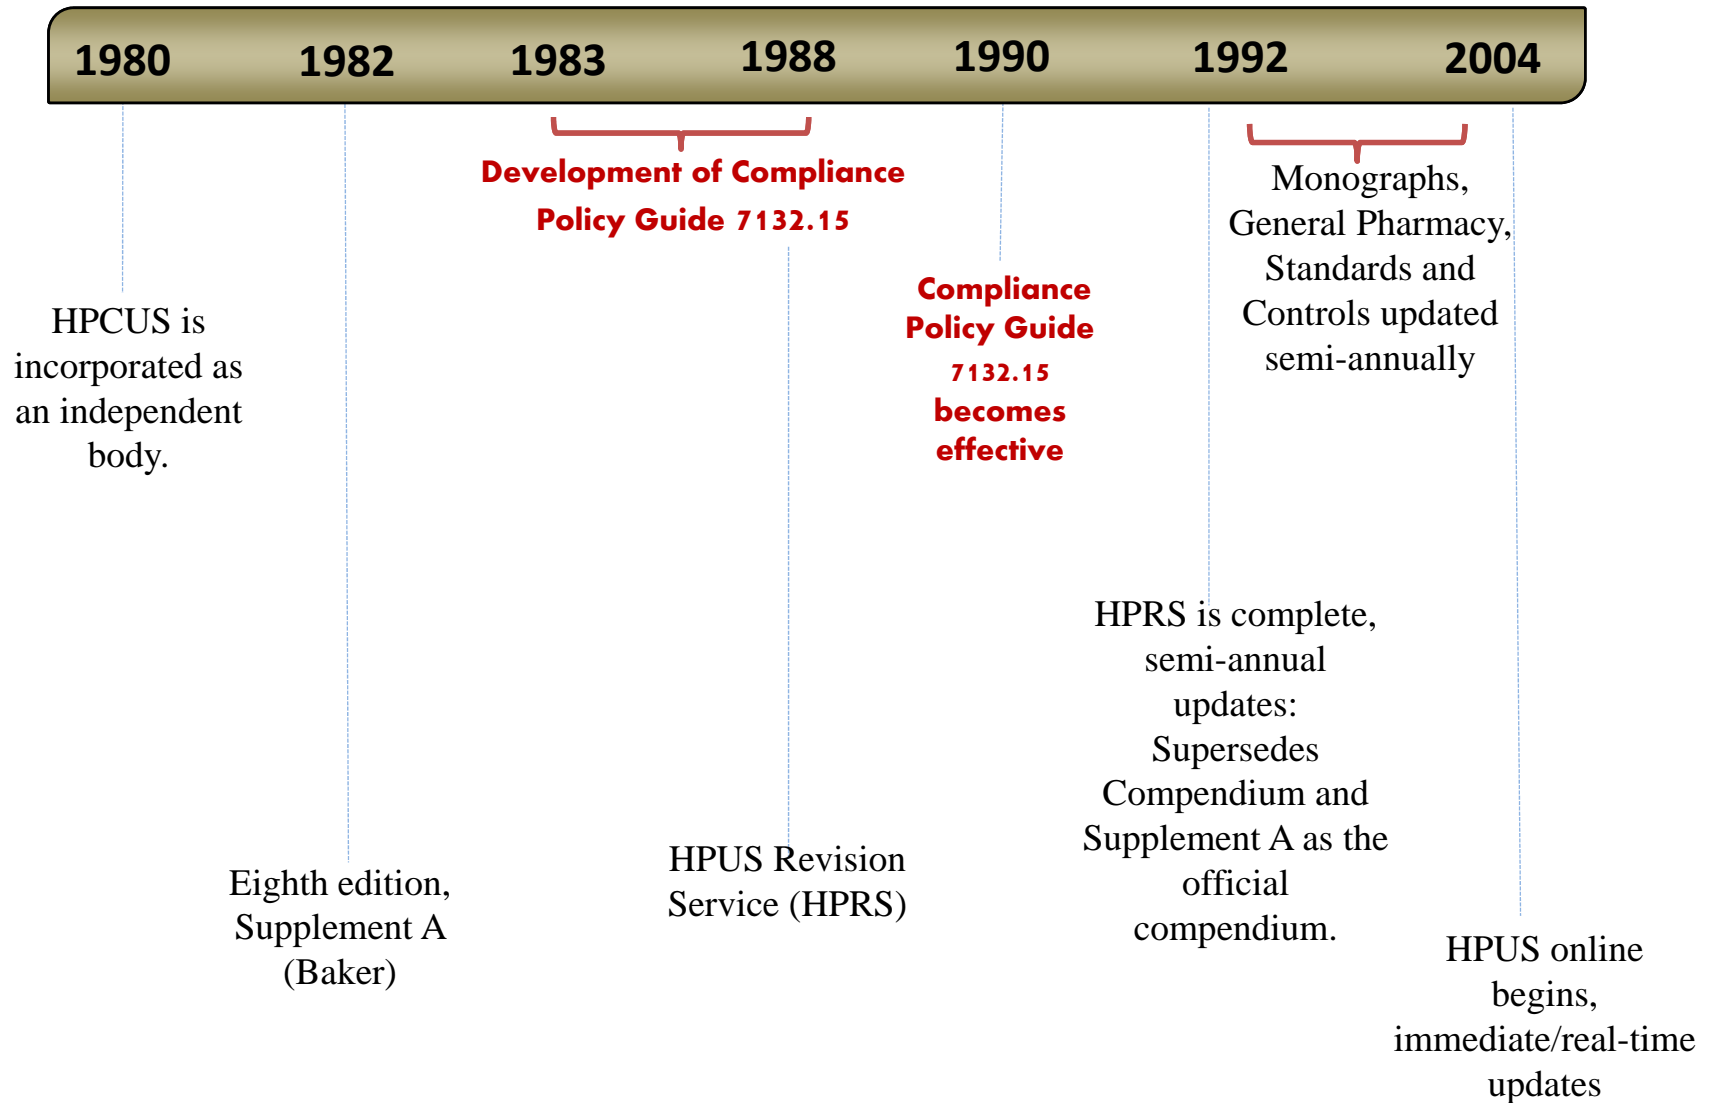 1980
1982
1983
1988
1990
1992
2004
Development of Compliance
Policy Guide 7132.15
Monographs,
General Pharmacy,
Standards and
Controls updated
semi-annually
HPCUS is
incorporated as
an independent
body.
Compliance
Policy Guide
7132.15
becomes
effective
HPRS is complete,
semi-annual
updates:
Supersedes
Compendium and
Supplement A as the
official
compendium.
Eighth edition,
Supplement A
(Baker)
HPUS Revision
Service (HPRS)
HPUS online
begins,
immediate/real-time
updates